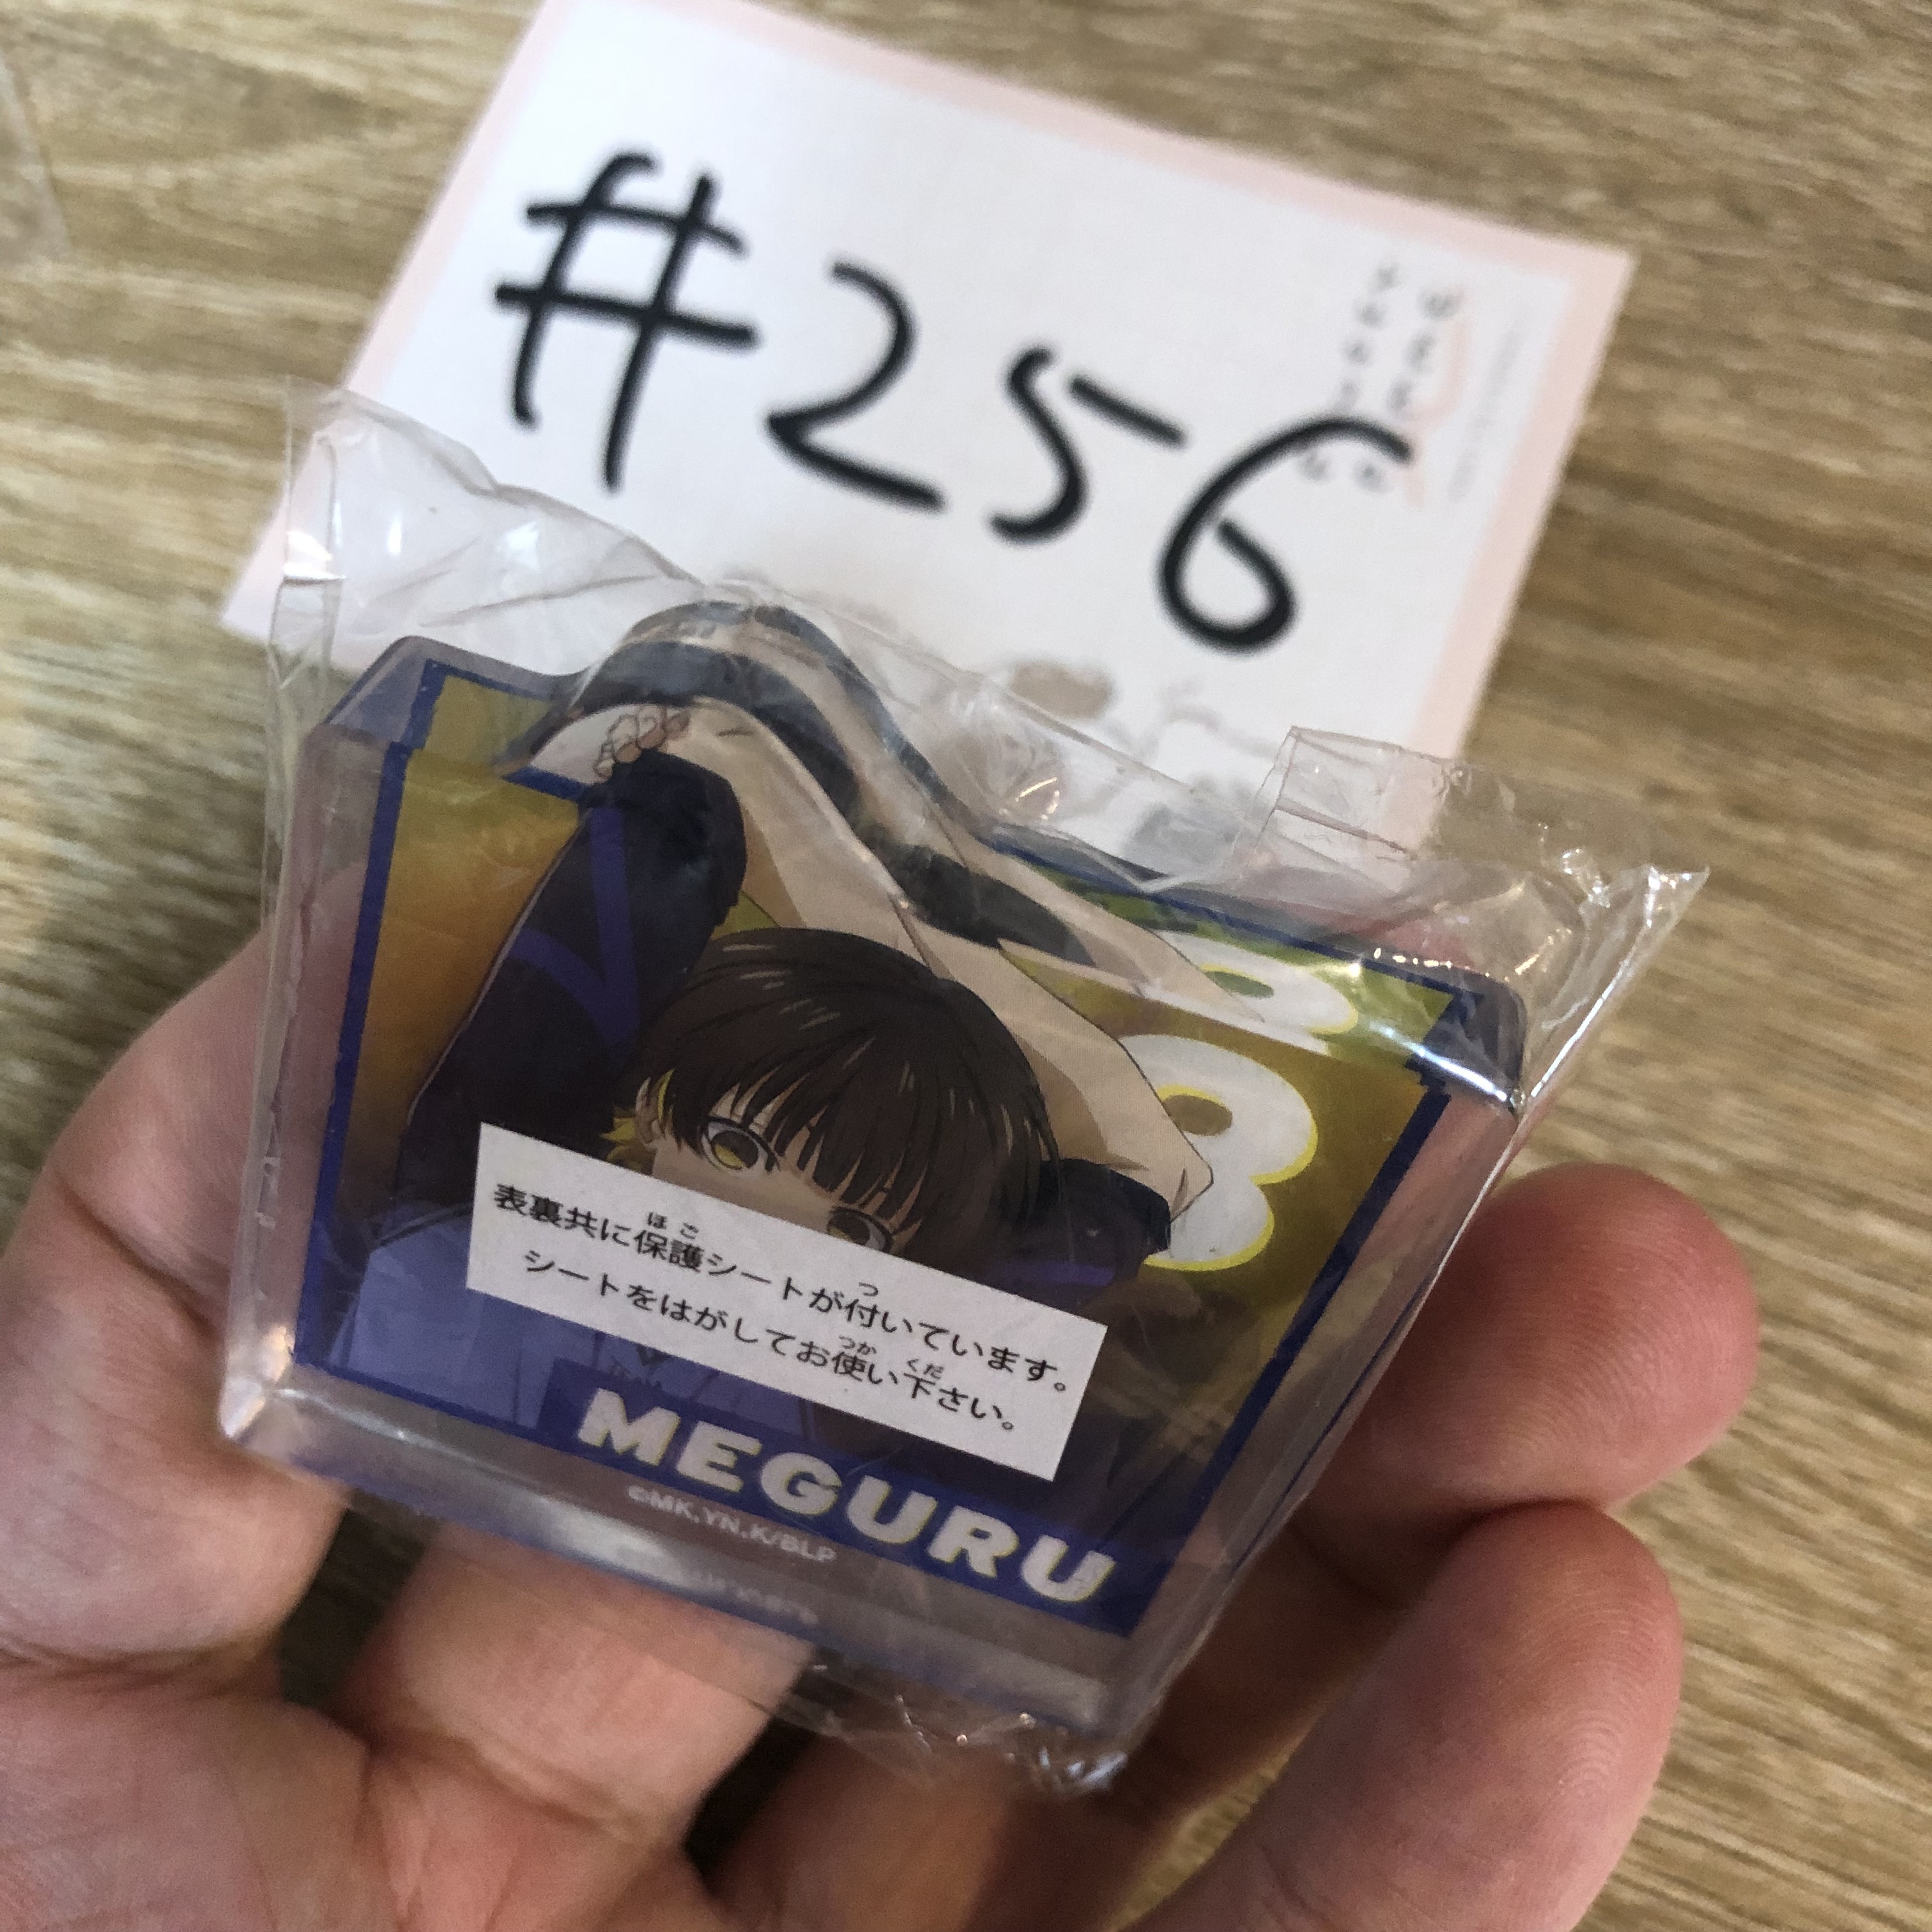 #256
8
表裏共に保護シートが付いています。
シートをはがしてお使い下さい。
MEGURU
©MK,YN,K/BLP